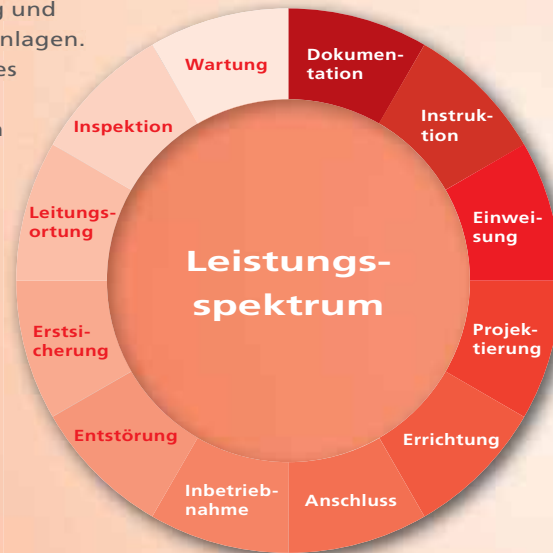 g und
nlagen.
es
Dokumen-
tation
Instruk-
tion
Einwei-
sung
Projek-
tierung
Errichtung
Anschluss
Inbetrieb-
nahme
Entstörung
Erstsi-
cherung
Leitungs-
ortung
Inspektion
Wartung
Leistungs-
spektrum